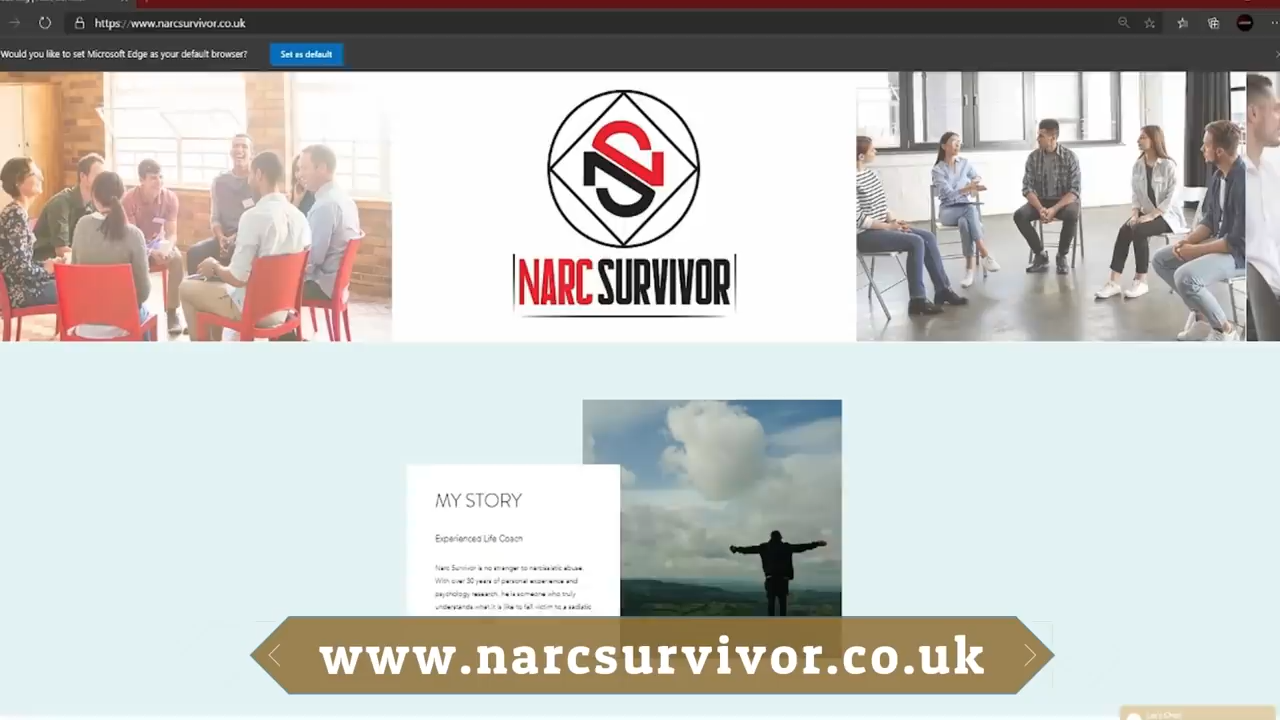 https://www.narcsurvivor.co.uk
Would you like to set Microsoft Edge as your default browser?
Set as default
NARC SURVIVOR
MY STORY
Experienced Life Coach
Narc Survivor is no stranger to narcissistic abuse.
With over 30 years of personal experience and
psychology research, he is someone who truly
understands what it is like to fall victim to a sadistic
www.narcsurvivor.co.uk
Let's Chat!